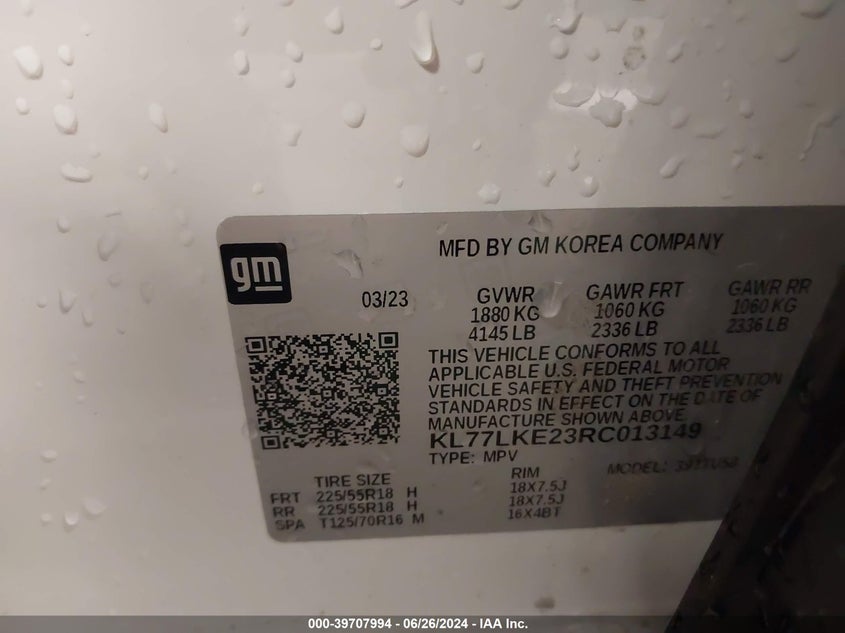 MFD BY GM KOREA COMPANY
gm
03/23
GVWR GAWR FRT GAWR RR
1880 KG 1060 KG 1060 KG
4145 LB 2336 LB 2336 LB
THIS VEHICLE CONFORMS TO ALL
APPLICABLE U.S. FEDERAL MOTOR
VEHICLE SAFETY AND THEFT PREVENTION
STANDARDS IN EFFECT ON THE DATE OF
MANUFACTURE SHOWN ABOVE.
KL77LKE23RC013149
TYPE: MPV
MODEL:
TIRE SIZE RIM
FRT 225/55R18 H 18X7.5J
RR 225/55R18 H 18X7.5J
SPA T125/70R16 M 16X4BT
000-39707994 - 06/26/2024 - IAA Inc.